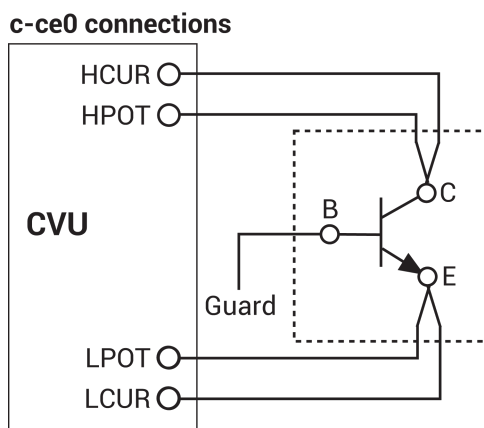 c-ce0 connections
HCUR
HPOT
C
B
CVU
E
Guard
LPOT
LCUR